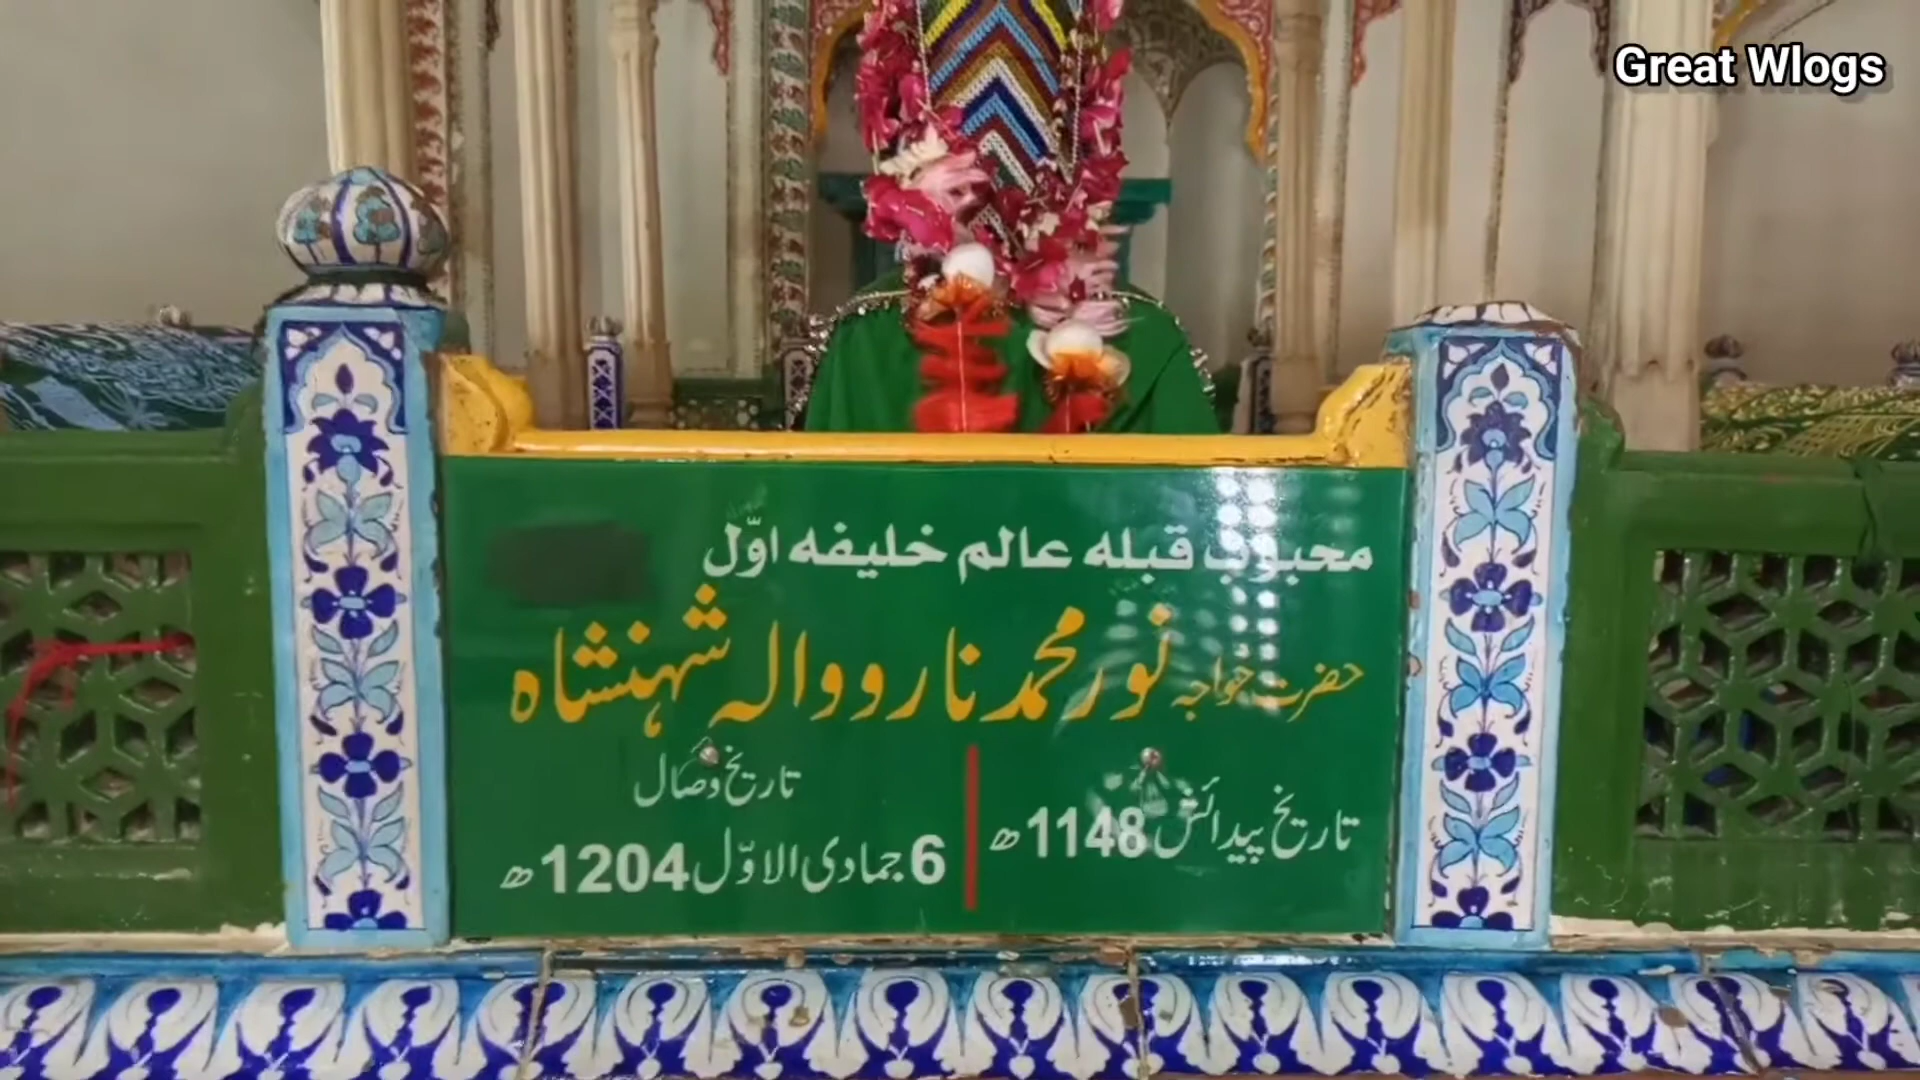 Great Wlogs
محبوب قبلہ عالم خلیفہ اوّل
حضرت خواجہ نور محمد نارووالہ شہنشاہ
تاریخ پیدائش 1148ھ
تاریخ وصال
6 جمادی الاوّل 1204ھ